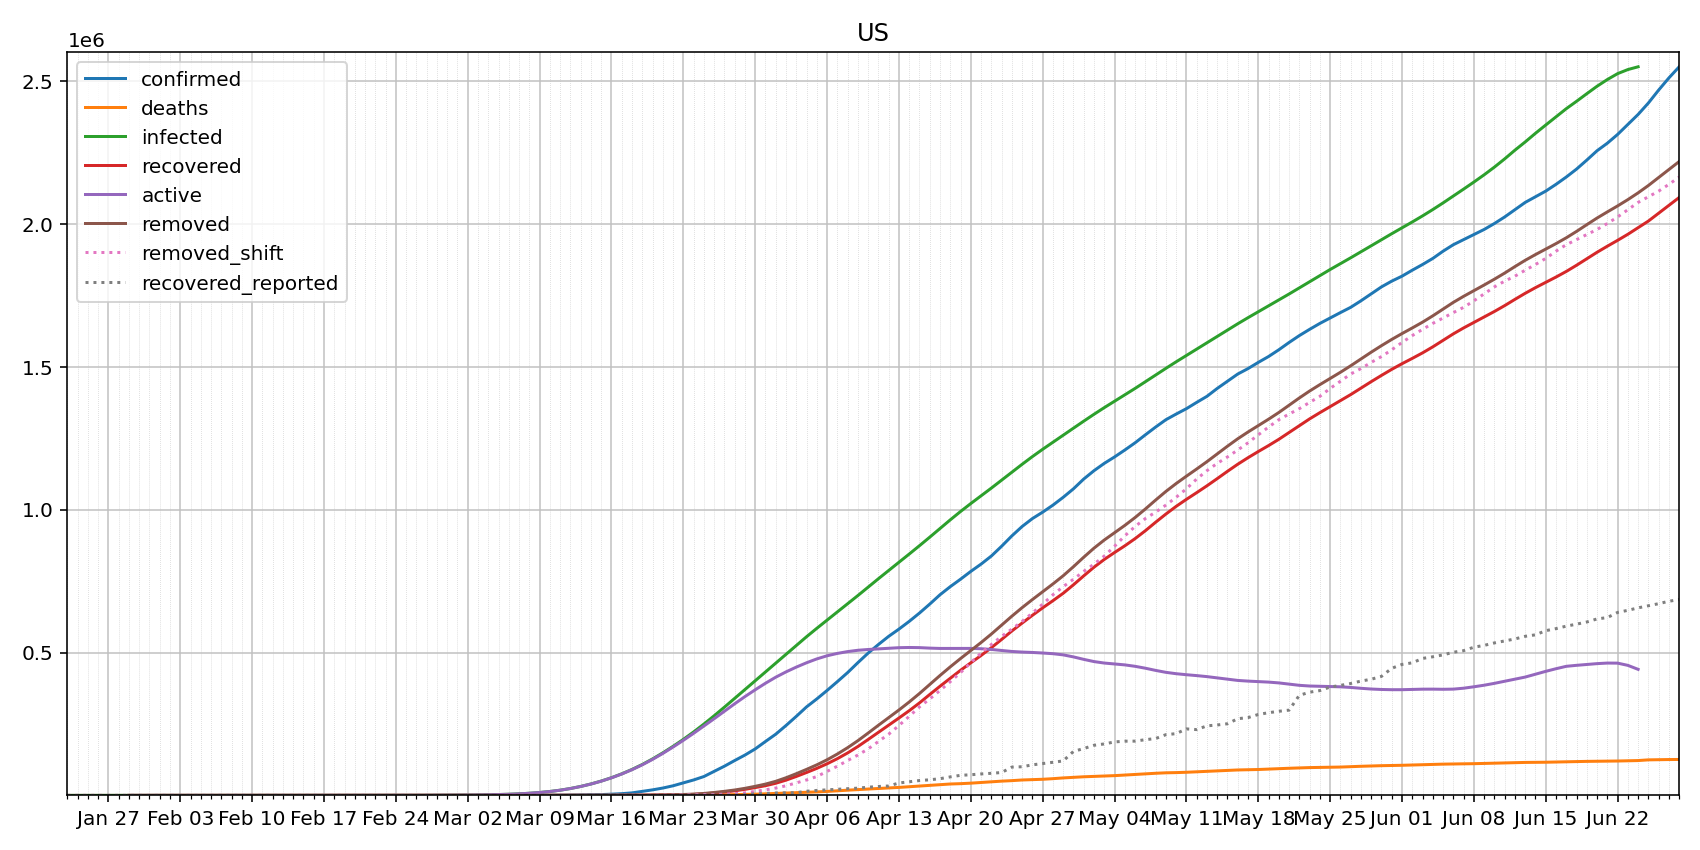 US
1e6
confirmed
deaths
infected
recovered
active
removed
removed_shift
recovered_reported
2.5
2.0
1.5
1.0
0.5
Jan 27 Feb 03 Feb 10 Feb 17 Feb 24 Mar 02 Mar 09 Mar 16 Mar 23 Mar 30 Apr 06 Apr 13 Apr 20 Apr 27 May 04 May 11 May 18 May 25 Jun 01 Jun 08 Jun 15 Jun 22